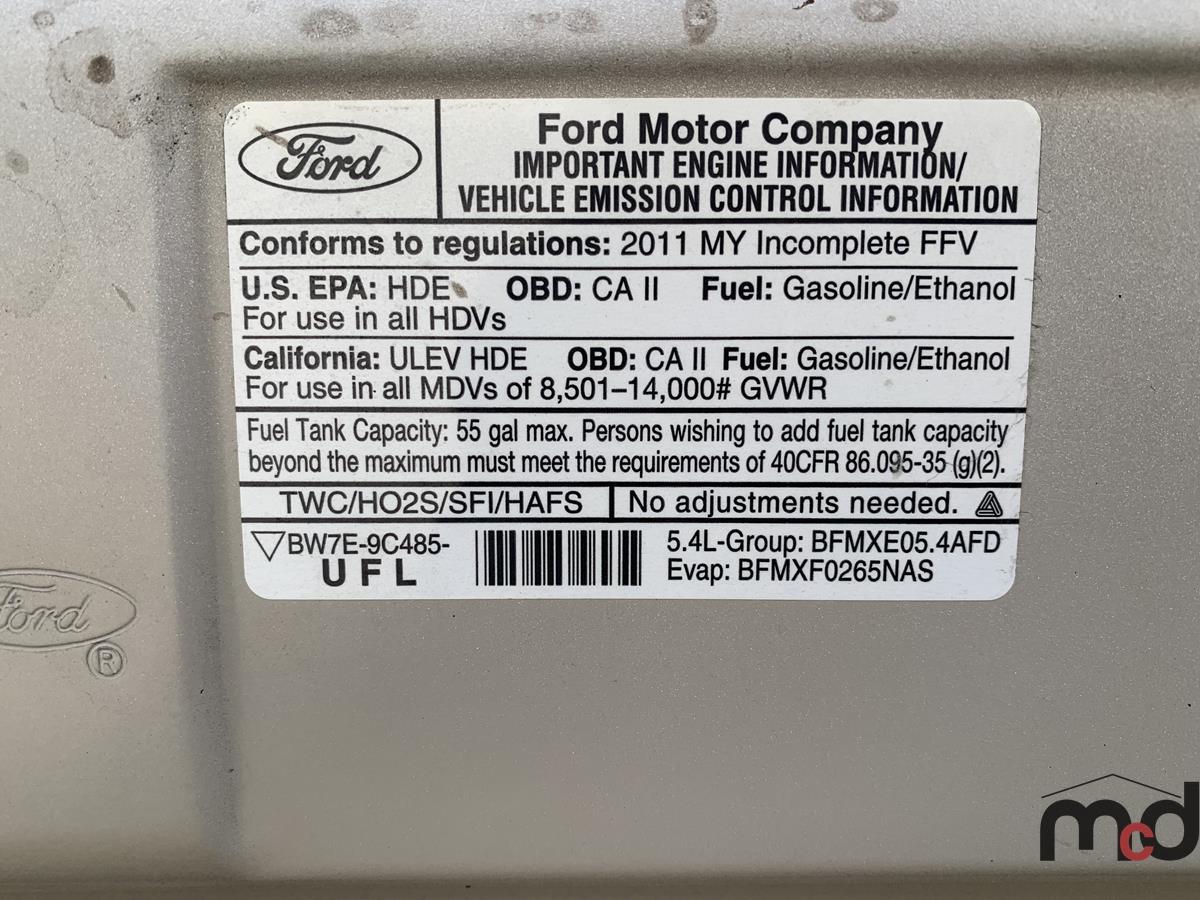 Ford
Ford Motor Company
IMPORTANT ENGINE INFORMATION/
VEHICLE EMISSION CONTROL INFORMATION
Conforms to regulations: 2011 MY Incomplete FFV
U.S. EPA: HDE OBD: CA II Fuel: Gasoline/Ethanol
For use in all HDVs
California: ULEV HDE OBD: CA II Fuel: Gasoline/Ethanol
For use in all MDVs of 8,501–14,000# GVWR
Fuel Tank Capacity: 55 gal max. Persons wishing to add fuel tank capacity
beyond the maximum must meet the requirements of 40CFR 86.095-35 (g)(2).
TWC/HO2S/SFI/HAFS No adjustments needed.
BW7E-9C485- 5.4L-Group: BFMXE05.4AFD
UFL Evap: BFMXF0265NAS
Ford
®
mcd